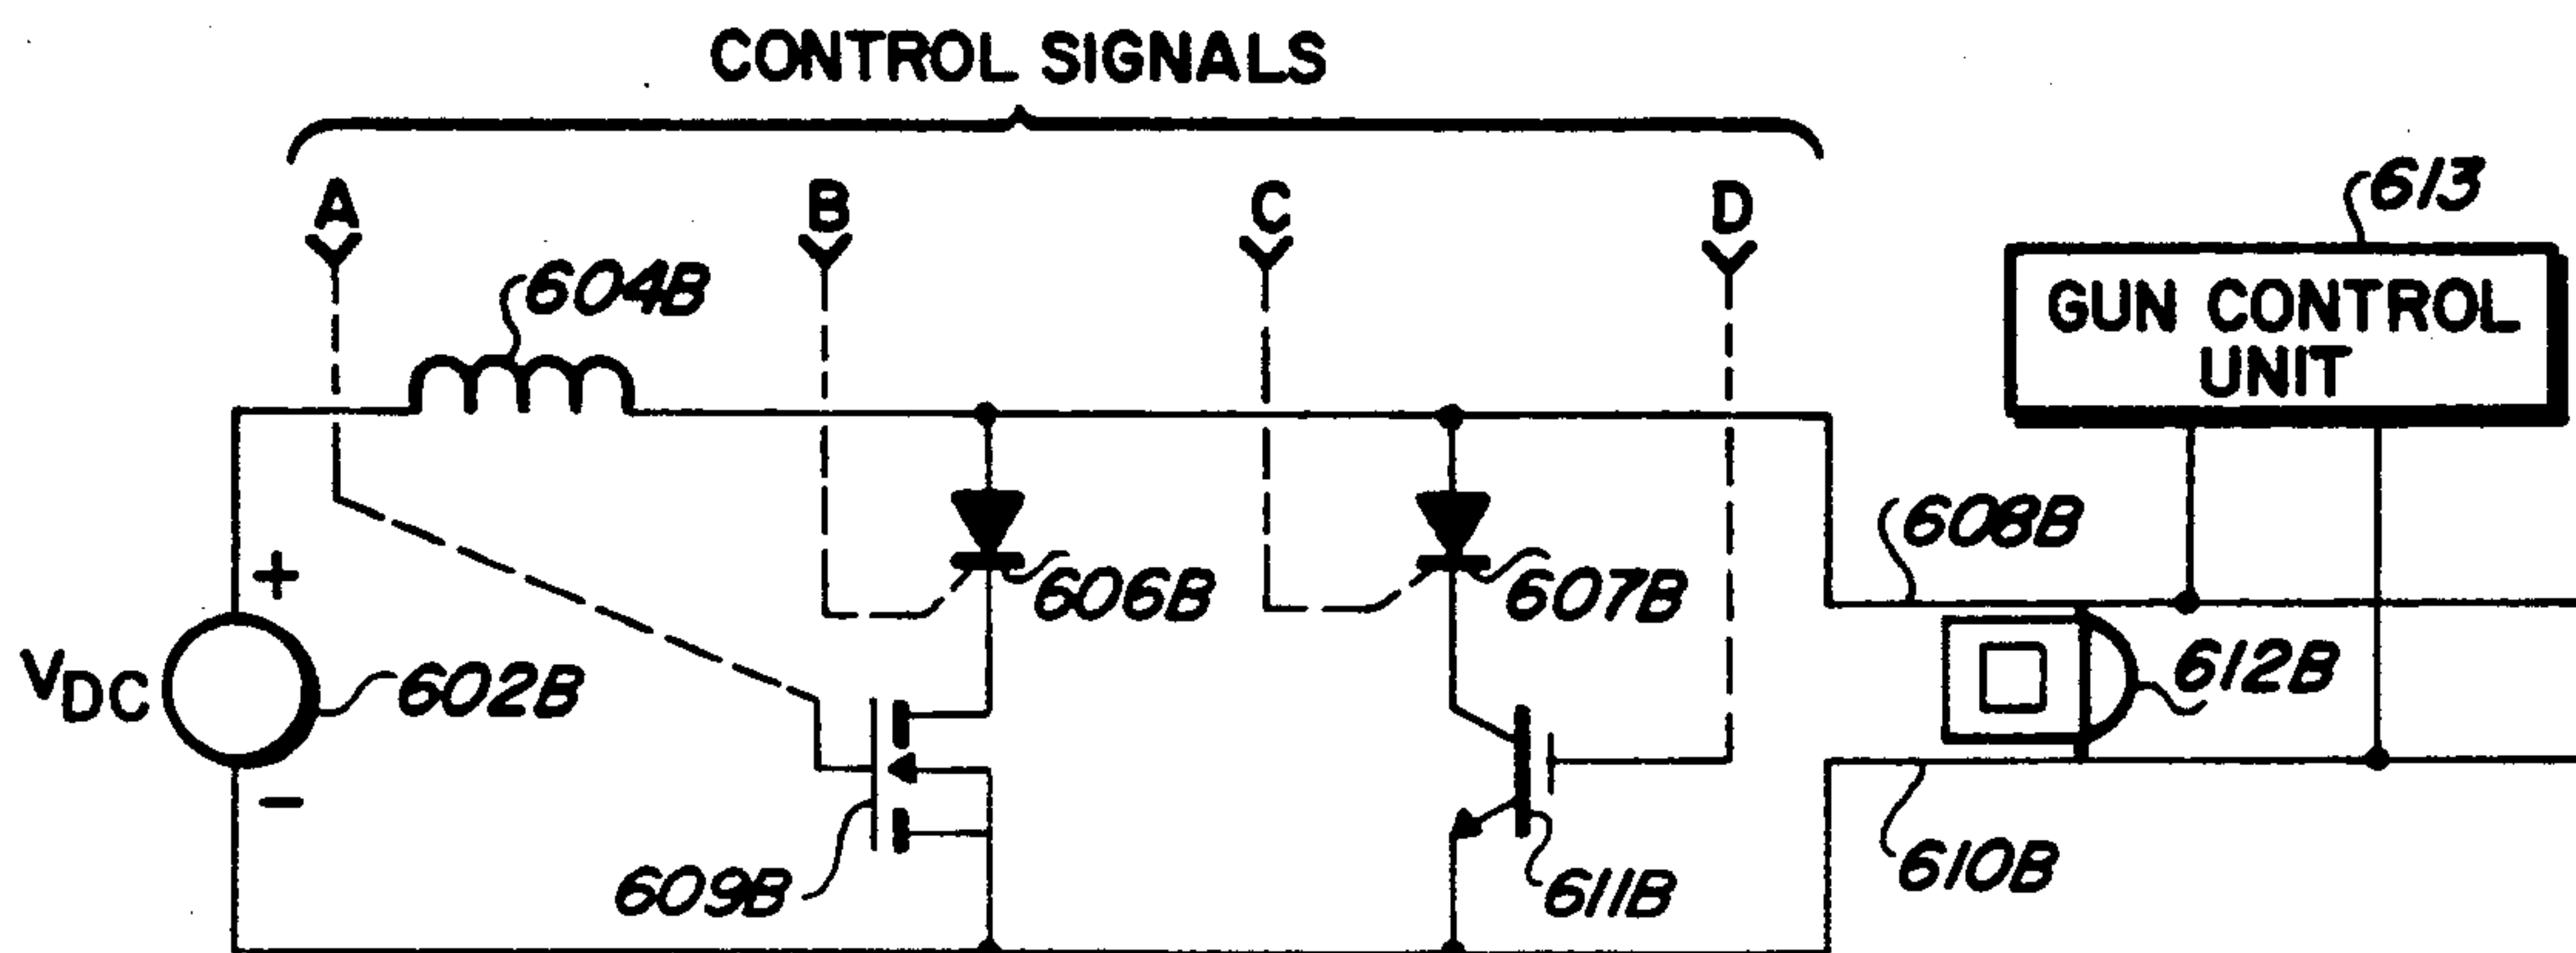 CONTROL SIGNALS
A B C D
613
604B
GUN CONTROL
UNIT
608B
+
606B
607B
VDC
602B
612B
−
609B
611B
610B